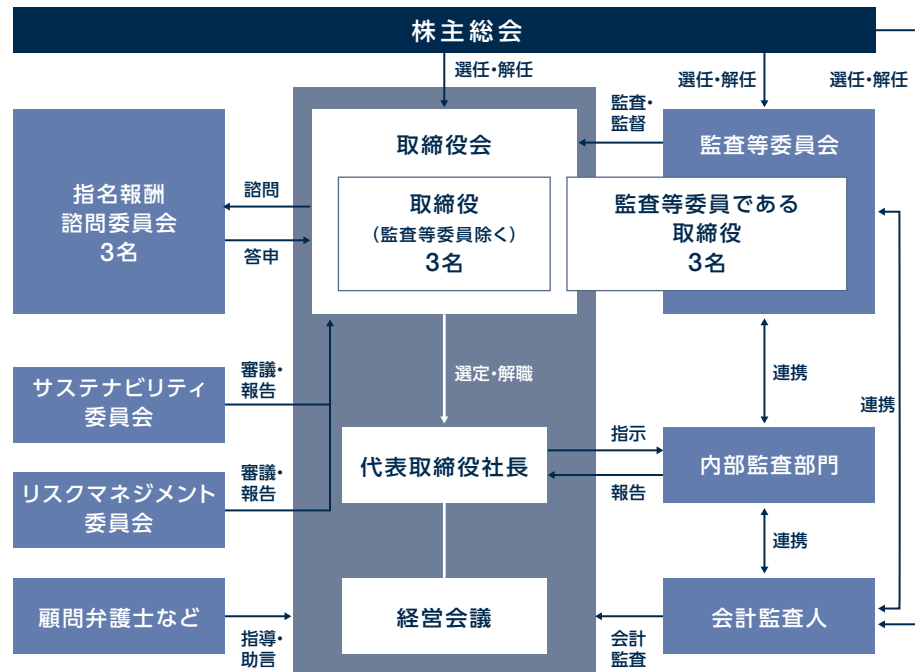 株主総会
選任・解任
選任・解任
選任・解任
取締役会
監査・
監督
監査等委員会
指名報酬
諮問委員会
3名
諮問
答申
取締役
（監査等委員除く）
3名
監査等委員である
取締役
3名
サステナビリティ
委員会
審議・
報告
選定・解職
連携
連携
リスクマネジメント
委員会
審議・
報告
代表取締役社長
指示
報告
内部監査部門
連携
顧問弁護士など
指導・
助言
経営会議
会計
監査
会計監査人